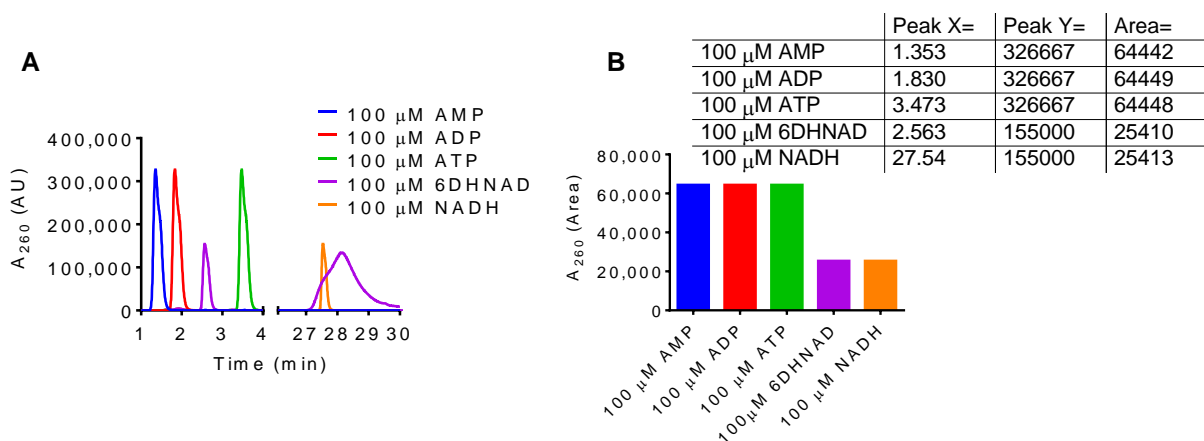 A
400,000
300,000
200,000
100,000
0
A260 (AU)
1 2 3 4 27 28 29 30
Time (min)
100 μM AMP
100 μM ADP
100 μM ATP
100 μM 6DHNAD
100 μM NADH
B
Peak X= Peak Y= Area=
100 μM AMP 1.353 326667 64442
100 μM ADP 1.830 326667 64449
100 μM ATP 3.473 326667 64448
100 μM 6DHNAD 2.563 155000 25410
100 μM NADH 27.54 155000 25413
80,000
60,000
40,000
20,000
0
A260 (Area)
100 μM AMP
100 μM ADP
100 μM ATP
100μM 6DHNAD
100 μM NADH